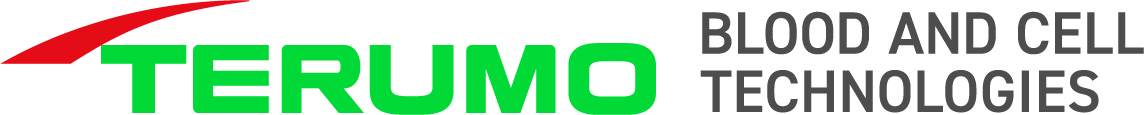 TERUMO
BLOOD AND CELL
TECHNOLOGIES